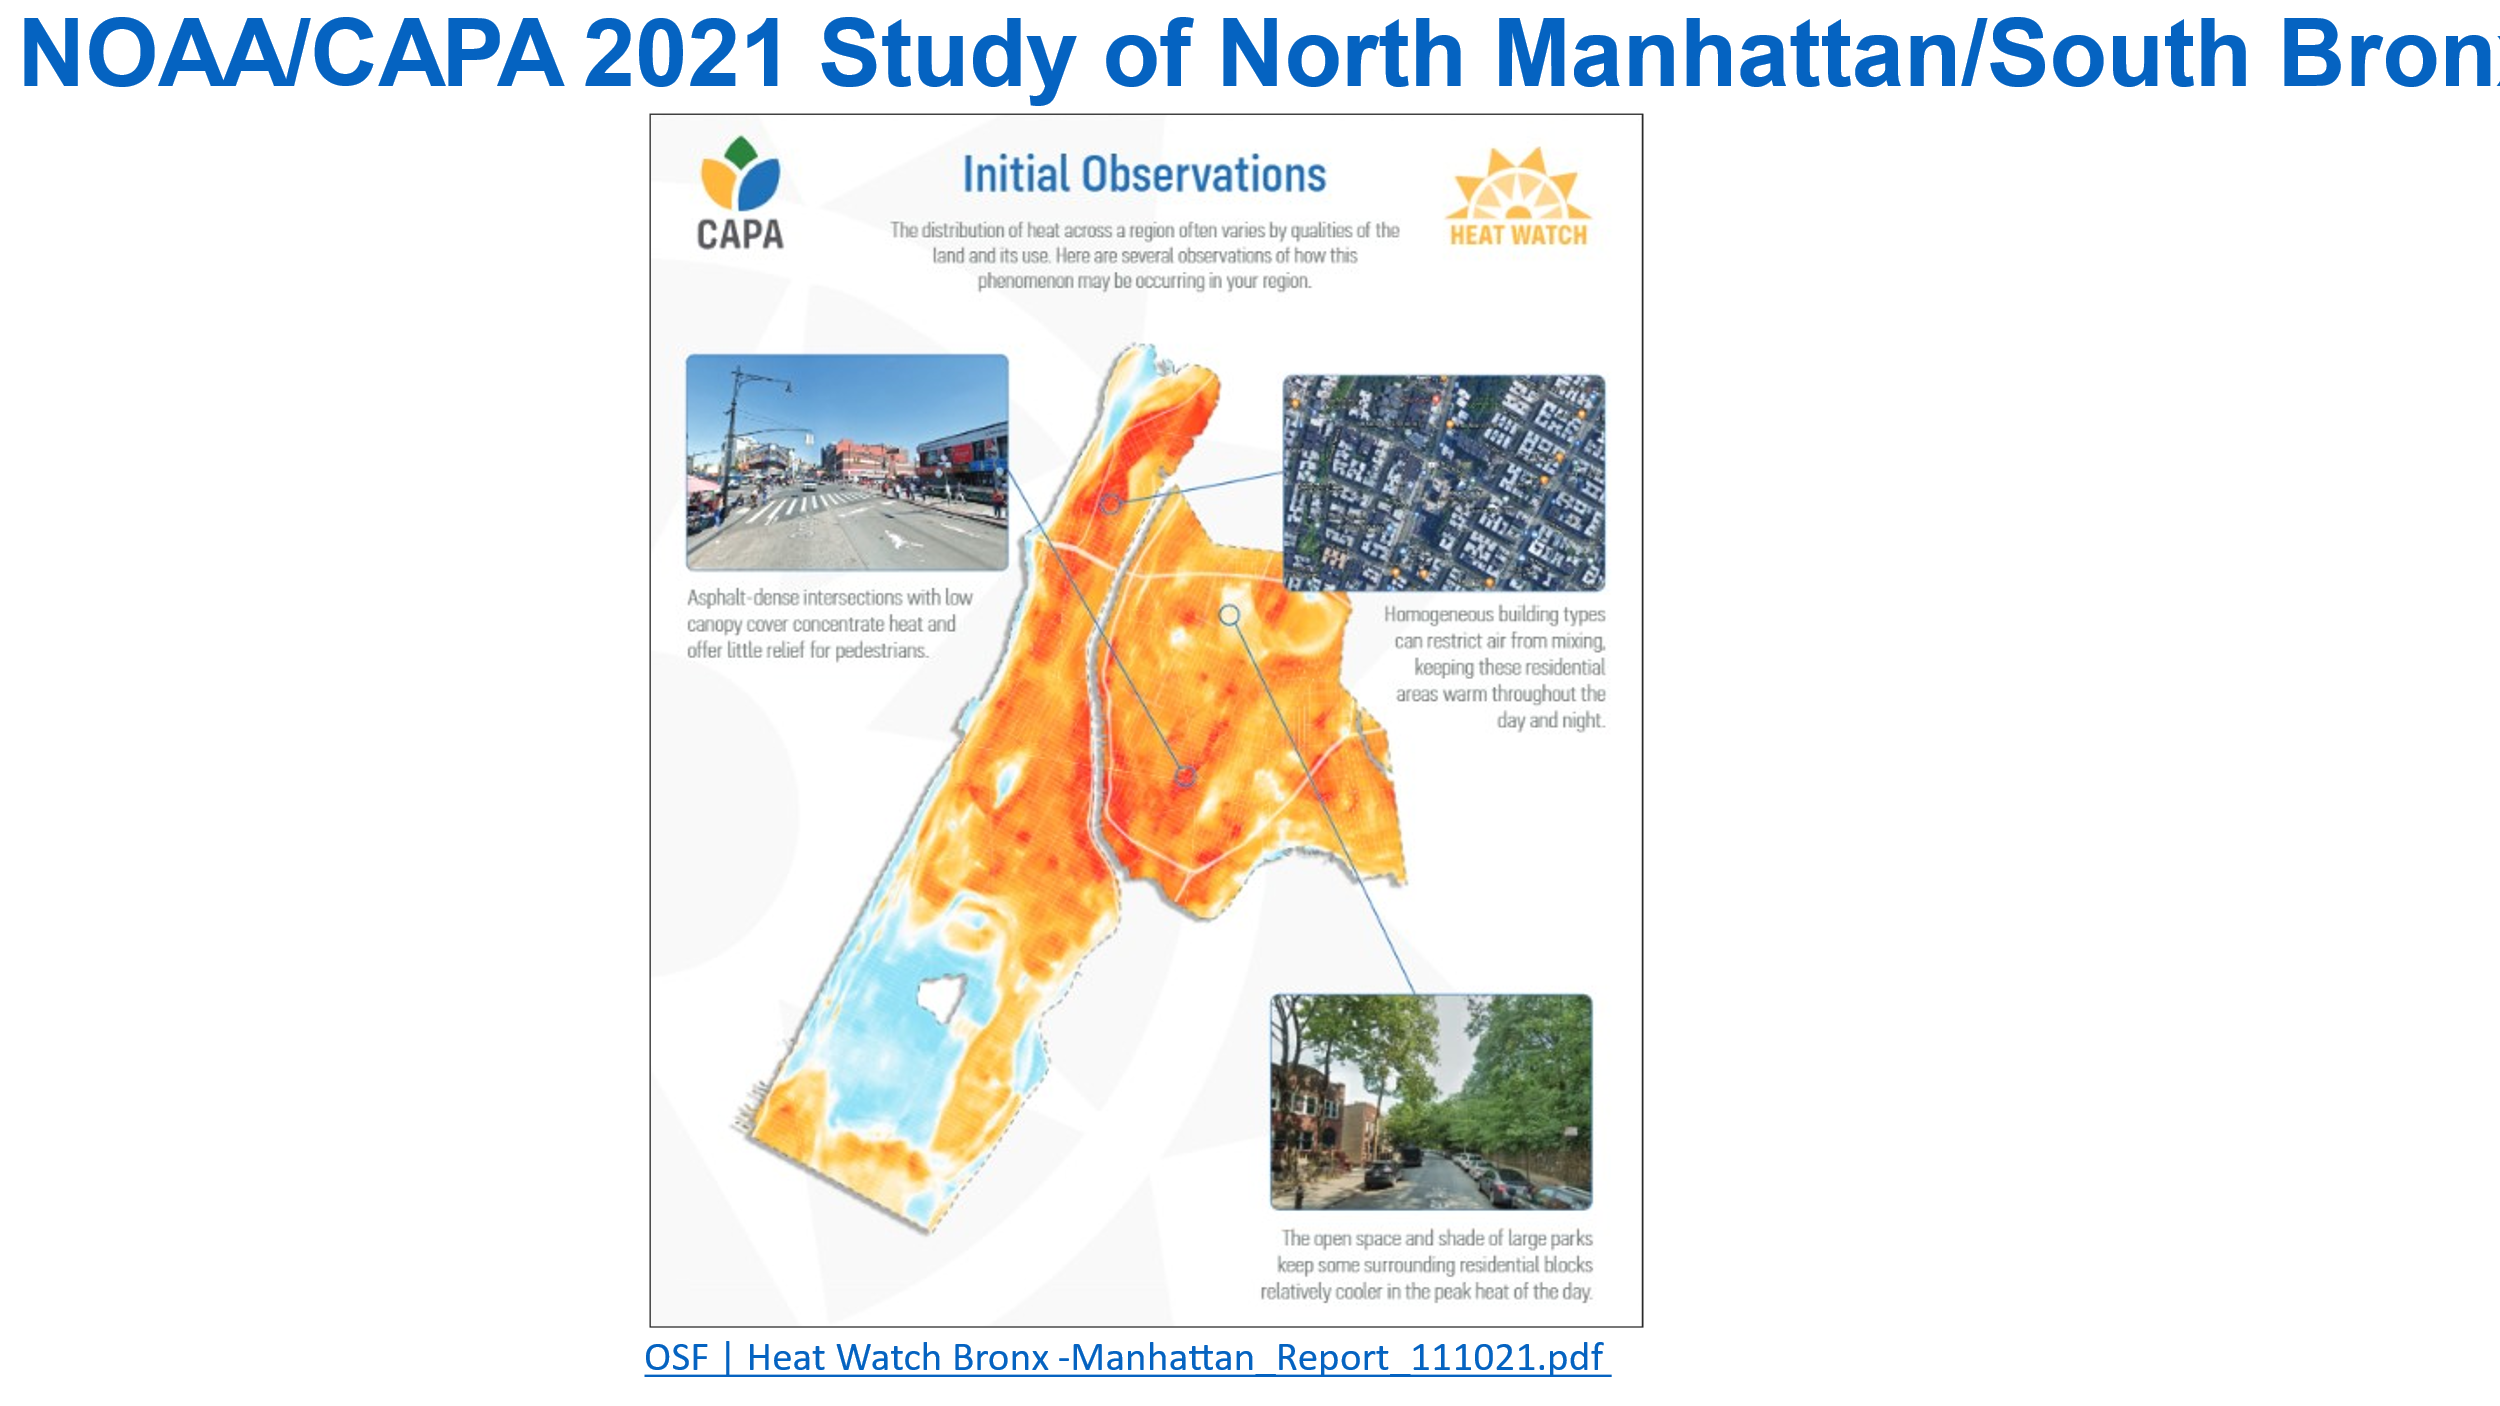 NOAA/CAPA 2021 Study of North Manhattan/South Bron
CAPA
Initial Observations
HEAT WATCH
The distribution of heat across a region often varies by qualities of the
land and its use. Here are several observations of how this
phenomenon may be occurring in your region.
Asphalt-dense intersections with low
canopy cover concentrate heat and
offer little relief for pedestrians.
Homogeneous building types
can restrict air from mixing,
keeping these residential
areas warm throughout the
day and night.
The open space and shade of large parks
keep some surrounding residential blocks
relatively cooler in the peak heat of the day.
OSF | Heat Watch Bronx -Manhattan_Report_111021.pdf